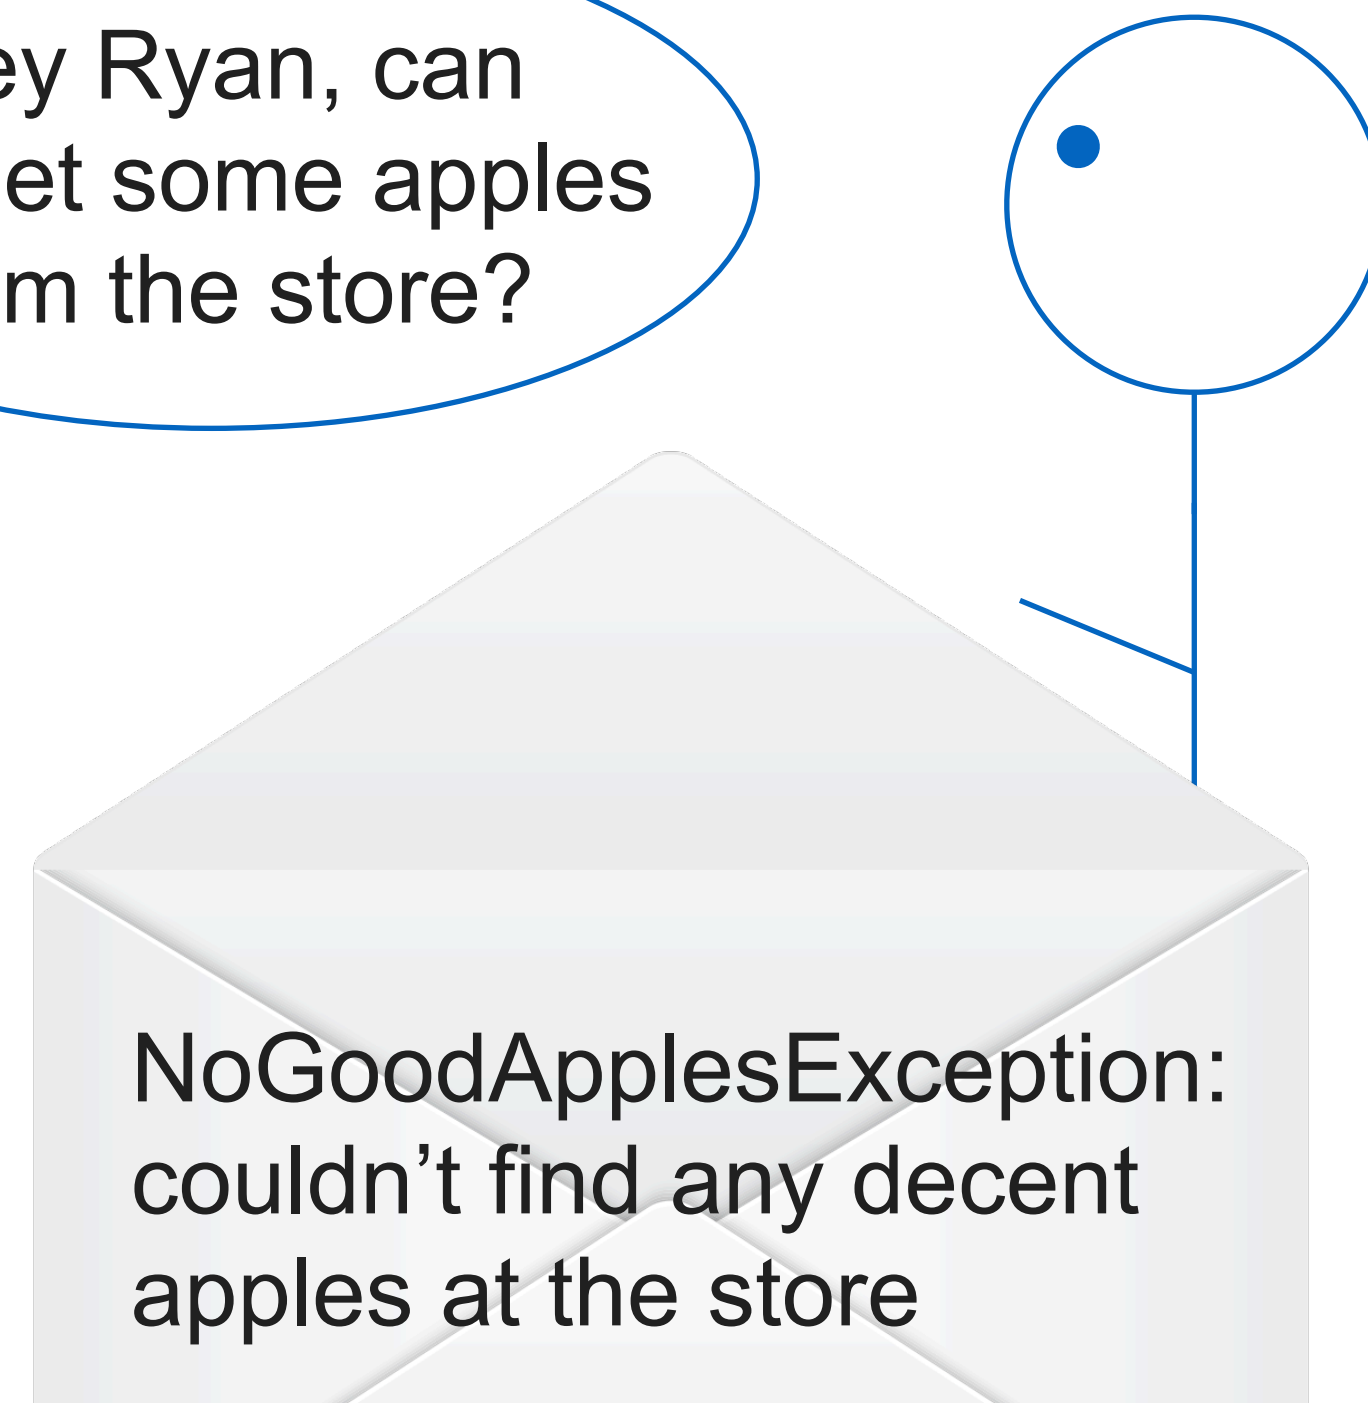 ey Ryan, can
et some apples
m the store?
NoGoodApplesException:
couldn’t find any decent
apples at the store